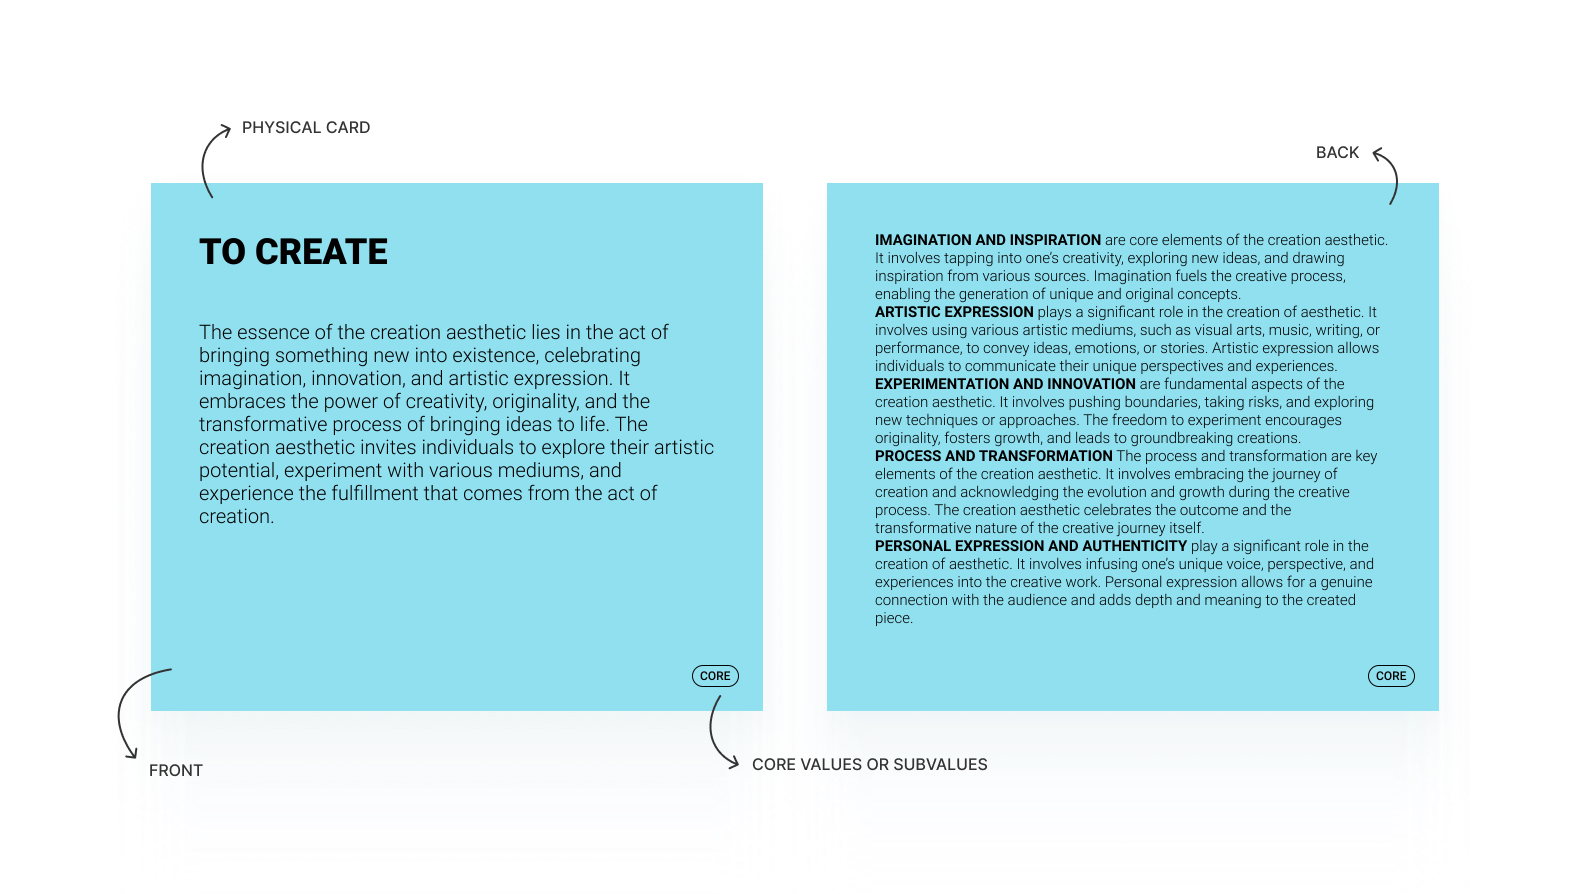 PHYSICAL CARD
BACK
TO CREATE
The essence of the creation aesthetic lies in the act of
bringing something new into existence, celebrating
imagination, innovation, and artistic expression. It
embraces the power of creativity, originality, and the
transformative process of bringing ideas to life. The
creation aesthetic invites individuals to explore their artistic
potential, experiment with various mediums, and
experience the fulfillment that comes from the act of
creation.
CORE
FRONT
CORE VALUES OR SUBVALUES
IMAGINATION AND INSPIRATION are core elements of the creation aesthetic.
It involves tapping into one’s creativity, exploring new ideas, and drawing
inspiration from various sources. Imagination fuels the creative process,
enabling the generation of unique and original concepts.
ARTISTIC EXPRESSION plays a significant role in the creation of aesthetic. It
involves using various artistic mediums, such as visual arts, music, writing, or
performance, to convey ideas, emotions, or stories. Artistic expression allows
individuals to communicate their unique perspectives and experiences.
EXPERIMENTATION AND INNOVATION are fundamental aspects of the
creation aesthetic. It involves pushing boundaries, taking risks, and exploring
new techniques or approaches. The freedom to experiment encourages
originality, fosters growth, and leads to groundbreaking creations.
PROCESS AND TRANSFORMATION The process and transformation are key
elements of the creation aesthetic. It involves embracing the journey of
creation and acknowledging the evolution and growth during the creative
process. The creation aesthetic celebrates the outcome and the
transformative nature of the creative journey itself.
PERSONAL EXPRESSION AND AUTHENTICITY play a significant role in the
creation of aesthetic. It involves infusing one’s unique voice, perspective, and
experiences into the creative work. Personal expression allows for a genuine
connection with the audience and adds depth and meaning to the created
piece.
CORE